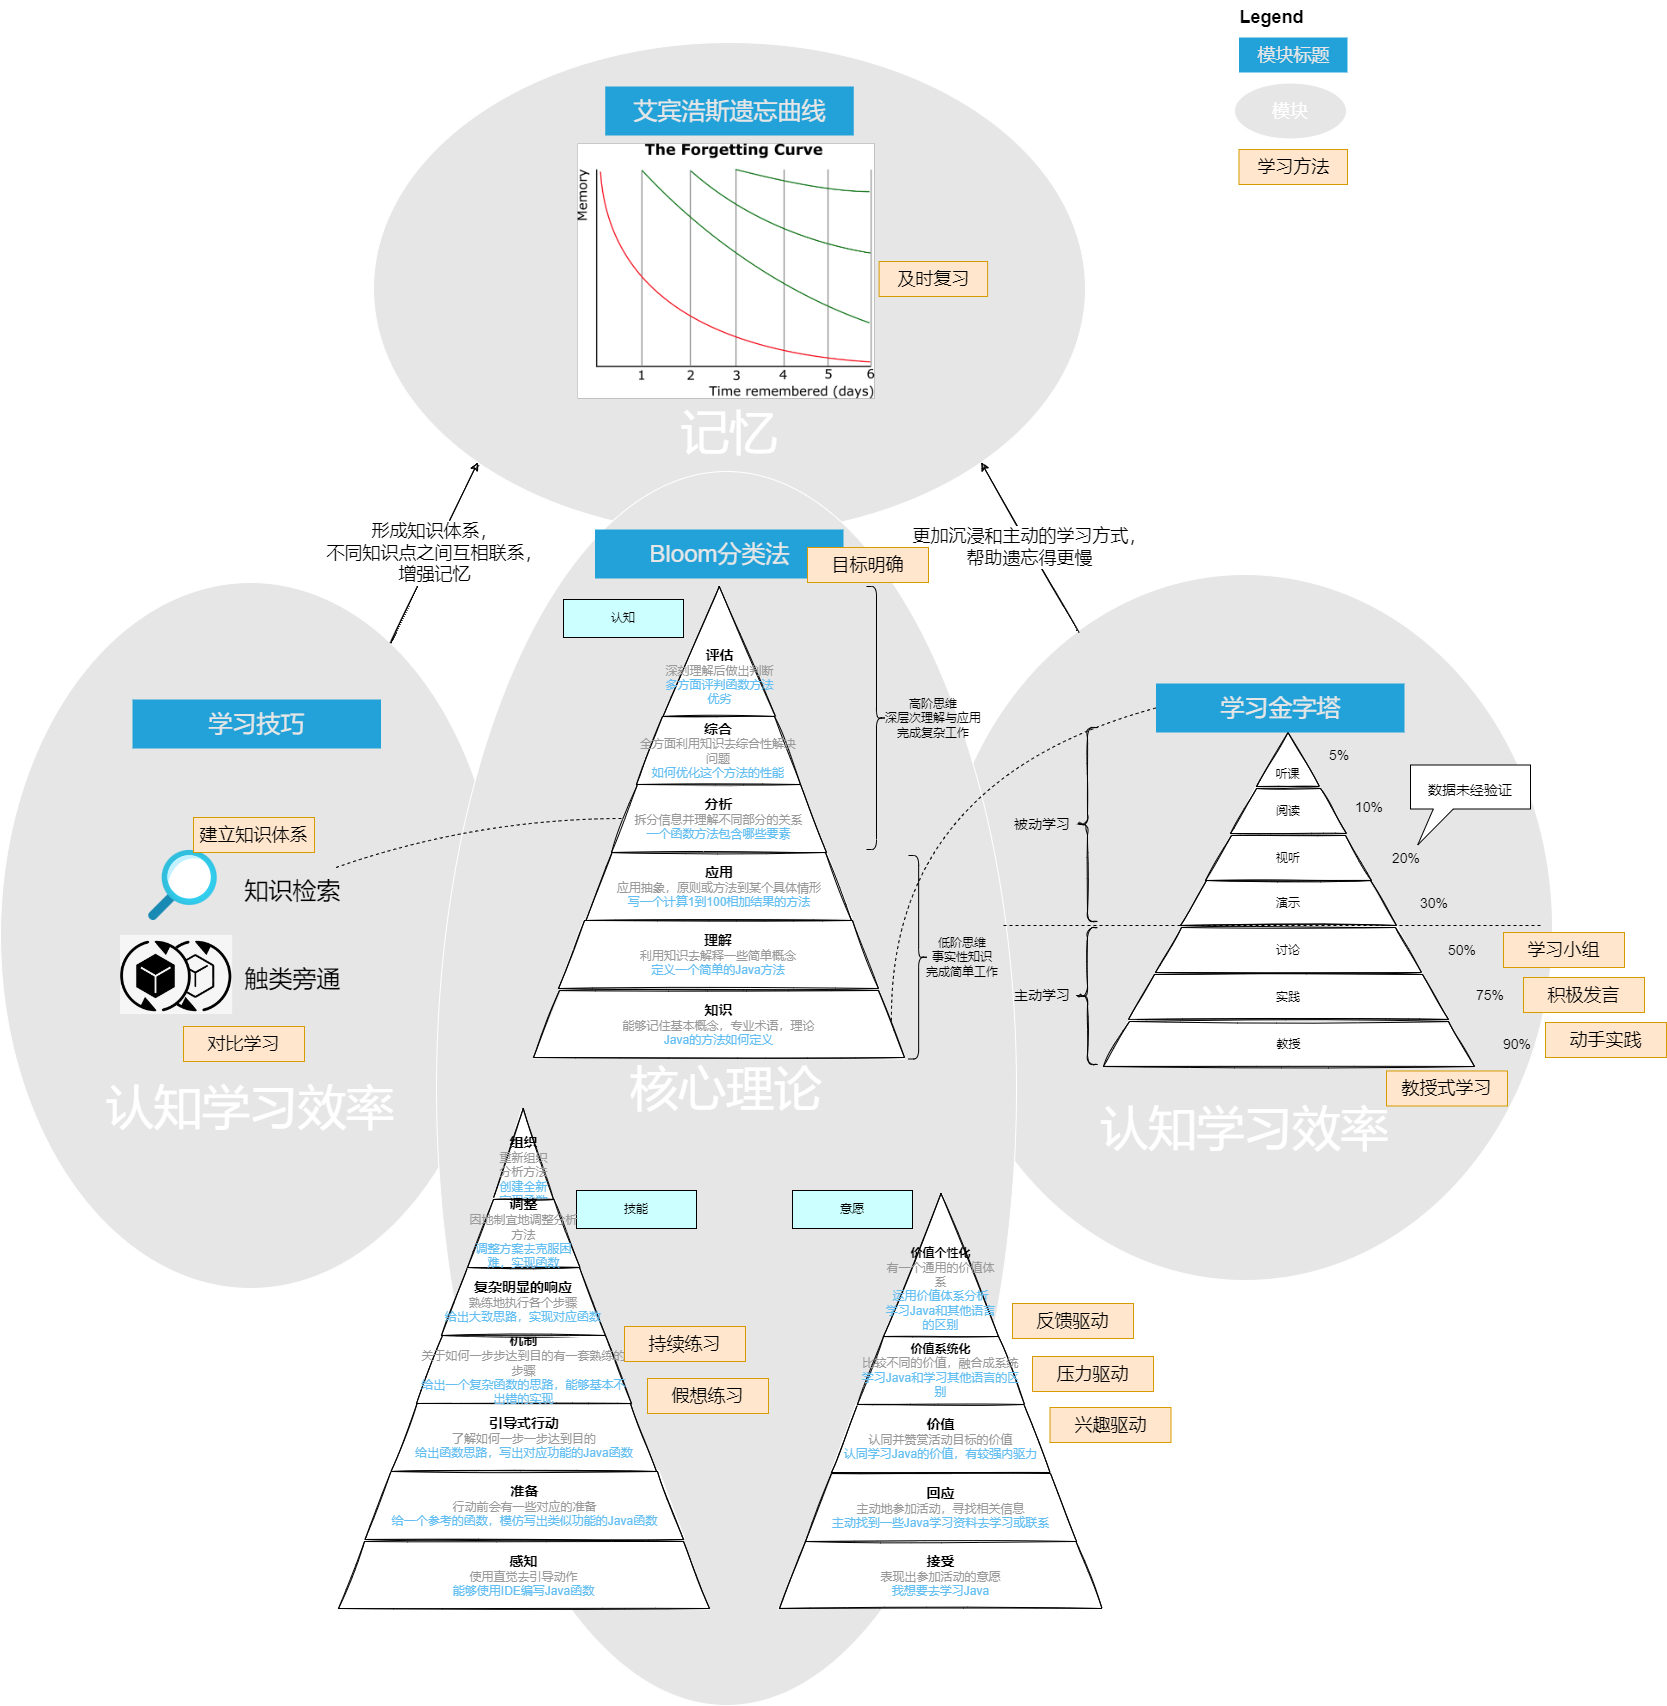 Legend
模块标题
模块
学习方法
艾宾浩斯遗忘曲线
The Forgetting Curve
Memory
1
2
3
4
5
6
Time remembered (days)
及时复习
记忆
形成知识体系，
不同知识点之间互相联系，
增强记忆
更加沉浸和主动的学习方式，
帮助遗忘得更慢
Bloom分类法
目标明确
认知
评估
深刻理解后做出判断
多方面评判函数方法
优劣
综合
全方面利用知识去综合性解决
问题
如何优化这个方法的性能
分析
拆分信息并理解不同部分的关系
一个函数方法包含哪些要素
应用
应用抽象，原则或方法到某个具体情形
写一个计算1到100相加结果的方法
理解
利用知识去解释一些简单概念
定义一个简单的Java方法
知识
能够记住基本概念，专业术语，理论
Java的方法如何定义
高阶思维
深层次理解与应用
完成复杂工作
低阶思维
事实性知识
完成简单工作
核心理论
学习技巧
建立知识体系
知识检索
触类旁通
对比学习
认知学习效率
学习金字塔
听课
5%
阅读
10%
视听
20%
演示
30%
讨论
50%
实践
75%
教授
90%
数据未经验证
被动学习
主动学习
学习小组
积极发言
动手实践
教授式学习
认知学习效率
技能
组织
重新组织
分析方法
创建全新
实现函数
调整
因地制宜地调整分析
方法
调整方案去克服困
难，实现函数
复杂明显的响应
熟练地执行各个步骤
给出大致思路，实现对应函数
机制
关于如何一步步达到目的有一套熟练的
步骤
给出一个复杂函数的思路，能够基本不
出错的实现
引导式行动
了解如何一步一步达到目的
给出函数思路，写出对应功能的Java函数
准备
行动前会有一些对应的准备
给一个参考的函数，模仿写出类似功能的Java函数
感知
使用直觉去引导动作
能够使用IDE编写Java函数
持续练习
假想练习
意愿
价值个性化
有一个通用的价值体
系
运用价值体系分析
学习Java和其他语言
的区别
价值系统化
比较不同的价值，融合成系统
学习Java和学习其他语言的区
别
价值
认同并赞赏活动目标的价值
认同学习Java的价值，有较强内驱力
回应
主动地参加活动，寻找相关信息
主动找到一些Java学习资料去学习或联系
接受
表现出参加活动的意愿
我想要去学习Java
反馈驱动
压力驱动
兴趣驱动